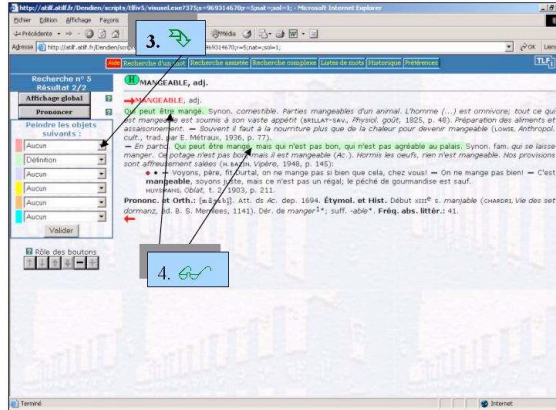 http://atilf.atilf.fr/Dendien/scripts/tlfiv5/visusel.exe?37;s=969314670;r=5;nat=;sol=1; - Microsoft Internet Explorer
Fichier Edition Affichage Favoris
Précédente Média
Adresse http://atilf.atilf.fr/Dendien/scrip 969314670;r=5;nat=;sol=1; OK Liens
3.
Aide Recherche d'un mot Recherche assistée Recherche complexe Listes de mots Historique Préférences TLFi
Recherche n° 5
Résultat 2/2
Affichage global
Prononcer
Peindre les objets
suivants :
Aucun
Définition
Aucun
Aucun
Aucun
Aucun
Valider
Rôle des boutons
H MANGEABLE, adj.
MANGEABLE, adj.
Qui peut être mangé. Synon. comestible. Parties mangeables d'un animal. L'homme (...) est omnivore; tout ce qui
est mangeable est soumis à son vaste appétit (BRILLAT-SAV., Physiol. goût, 1825, p. 48). Préparation des aliments et
assaisonnement. — Souvent il faut à la nourriture plus que de la chaleur pour devenir mangeable (LOWIE, Anthropol.
cult., trad. par E. Métraux, 1936, p. 77).
— En partic. Qui peut être mangé, mais qui n'est pas bon, qui n'est pas agréable au palais. Synon. fam. qui se laisse
manger. Ce potage n'est pas bon, mais il est mangeable (Ac.). Hormis les oeufs, rien n'est mangeable. Nos provisions
sont affreusement salées (H. BAZIN, Vipère, 1948, p. 145):
— Voyons, père, fit Durtal, on ne mange pas si bien que cela, chez vous! — On ne mange pas bien! — C'est
mangeable, soyons juste, mais ce n'est pas un régal; le péché de gourmandise est sauf.
HUYSMANS, Oblat, t. 2, 1903, p. 211.
Prononc. et Orth.: [mɑ̃ʒabl̥]. Att. ds Ac. dep. 1694. Étymol. et Hist. Début XIIIe s. manjable (CHARDRI, Vie des set
dormanz, éd. B. S. Merrilees, 1141). Dér. de manger1*; suff. -able*. Fréq. abs. littér.: 41.
4.
Terminé Internet